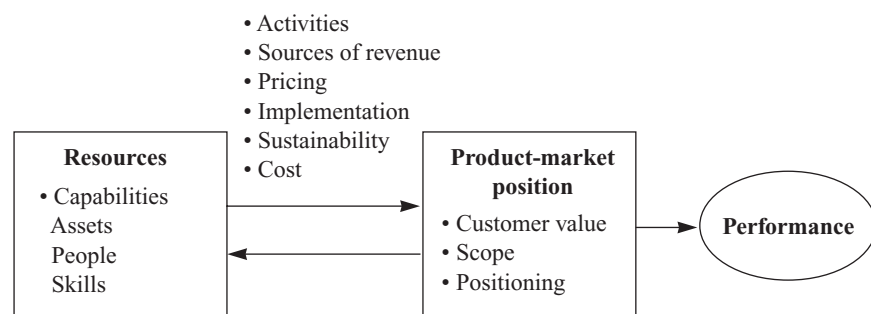 • Activities
• Sources of revenue
• Pricing
• Implementation
• Sustainability
• Cost
Resources
• Capabilities
Assets
People
Skills
Product-market
position
• Customer value
• Scope
• Positioning
Performance